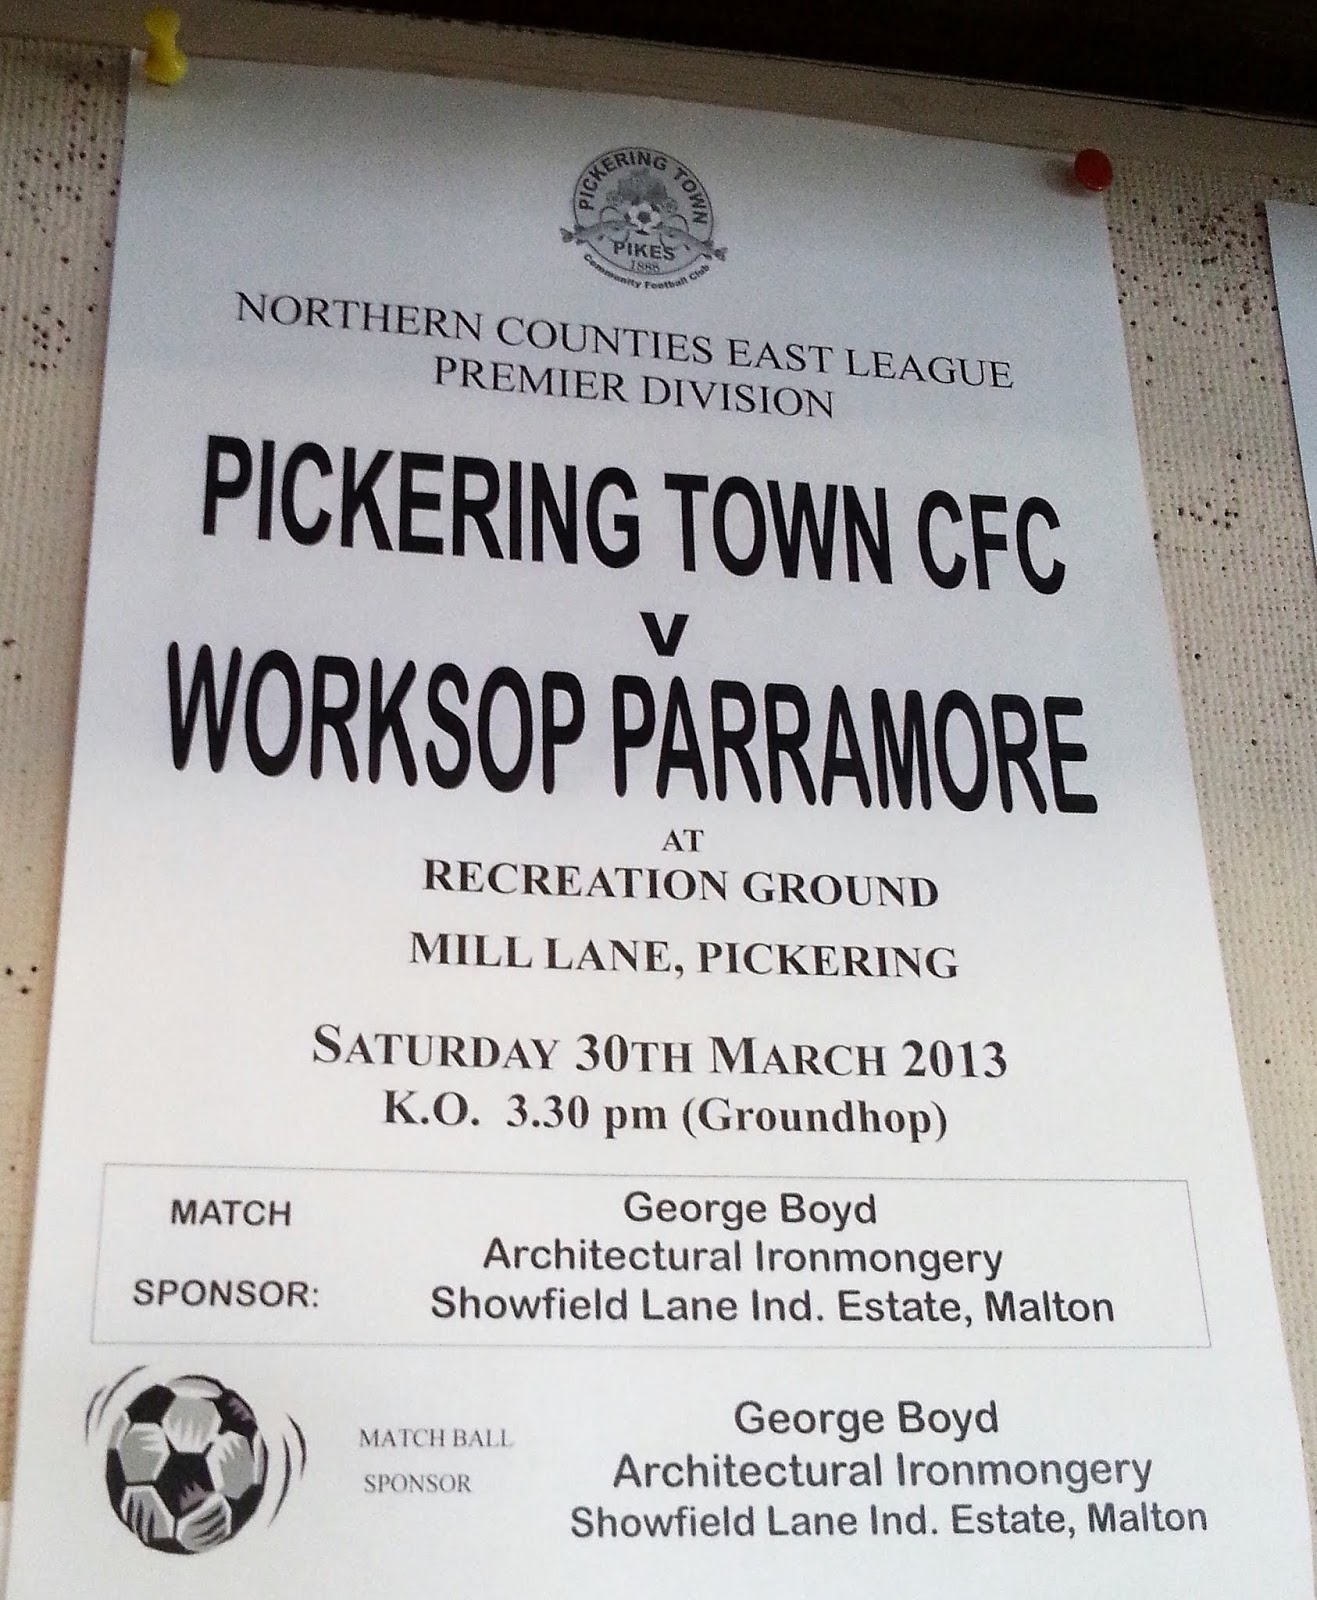 PICKERING TOWN
PIKES
1888
Community Football Club
NORTHERN COUNTIES EAST LEAGUE
PREMIER DIVISION
PICKERING TOWN CFC
v
WORKSOP PARRAMORE
AT
RECREATION GROUND
MILL LANE, PICKERING
SATURDAY 30TH MARCH 2013
K.O. 3.30 pm (Groundhop)
MATCH
SPONSOR:
George Boyd
Architectural Ironmongery
Showfield Lane Ind. Estate, Malton
MATCH BALL
SPONSOR
George Boyd
Architectural Ironmongery
Showfield Lane Ind. Estate, Malton